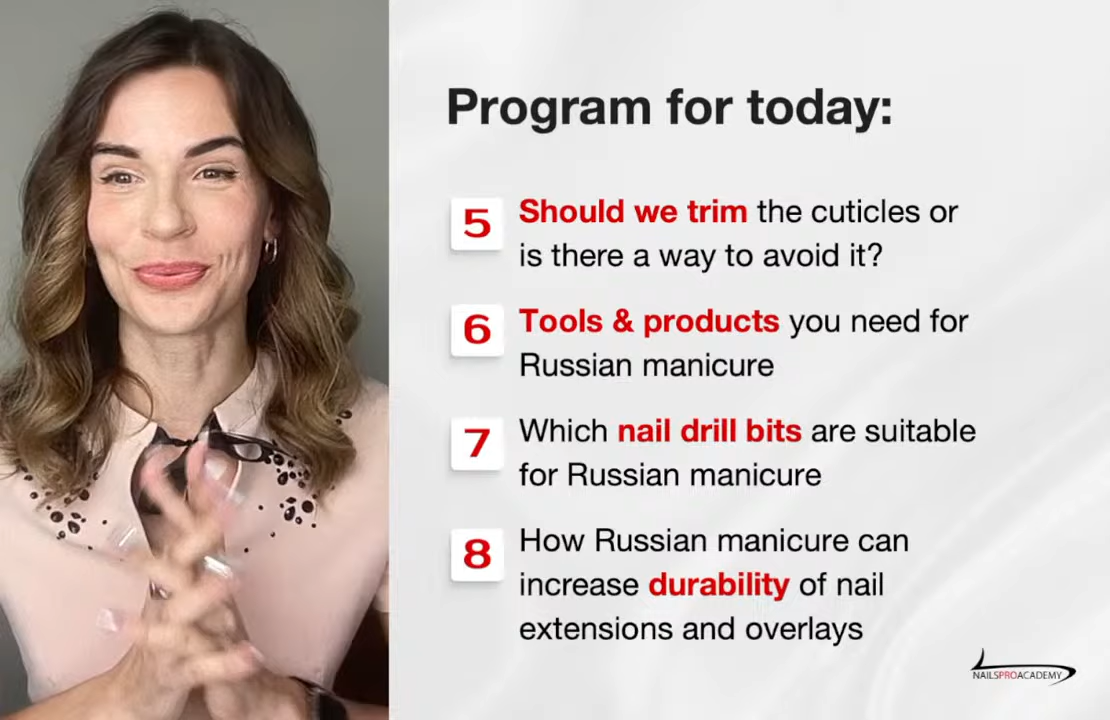 Program for today:
5
Should we trim the cuticles or
is there a way to avoid it?
6
Tools & products you need for
Russian manicure
7
Which nail drill bits are suitable
for Russian manicure
8
How Russian manicure can
increase durability of nail
extensions and overlays
NAILSPROACADEMY